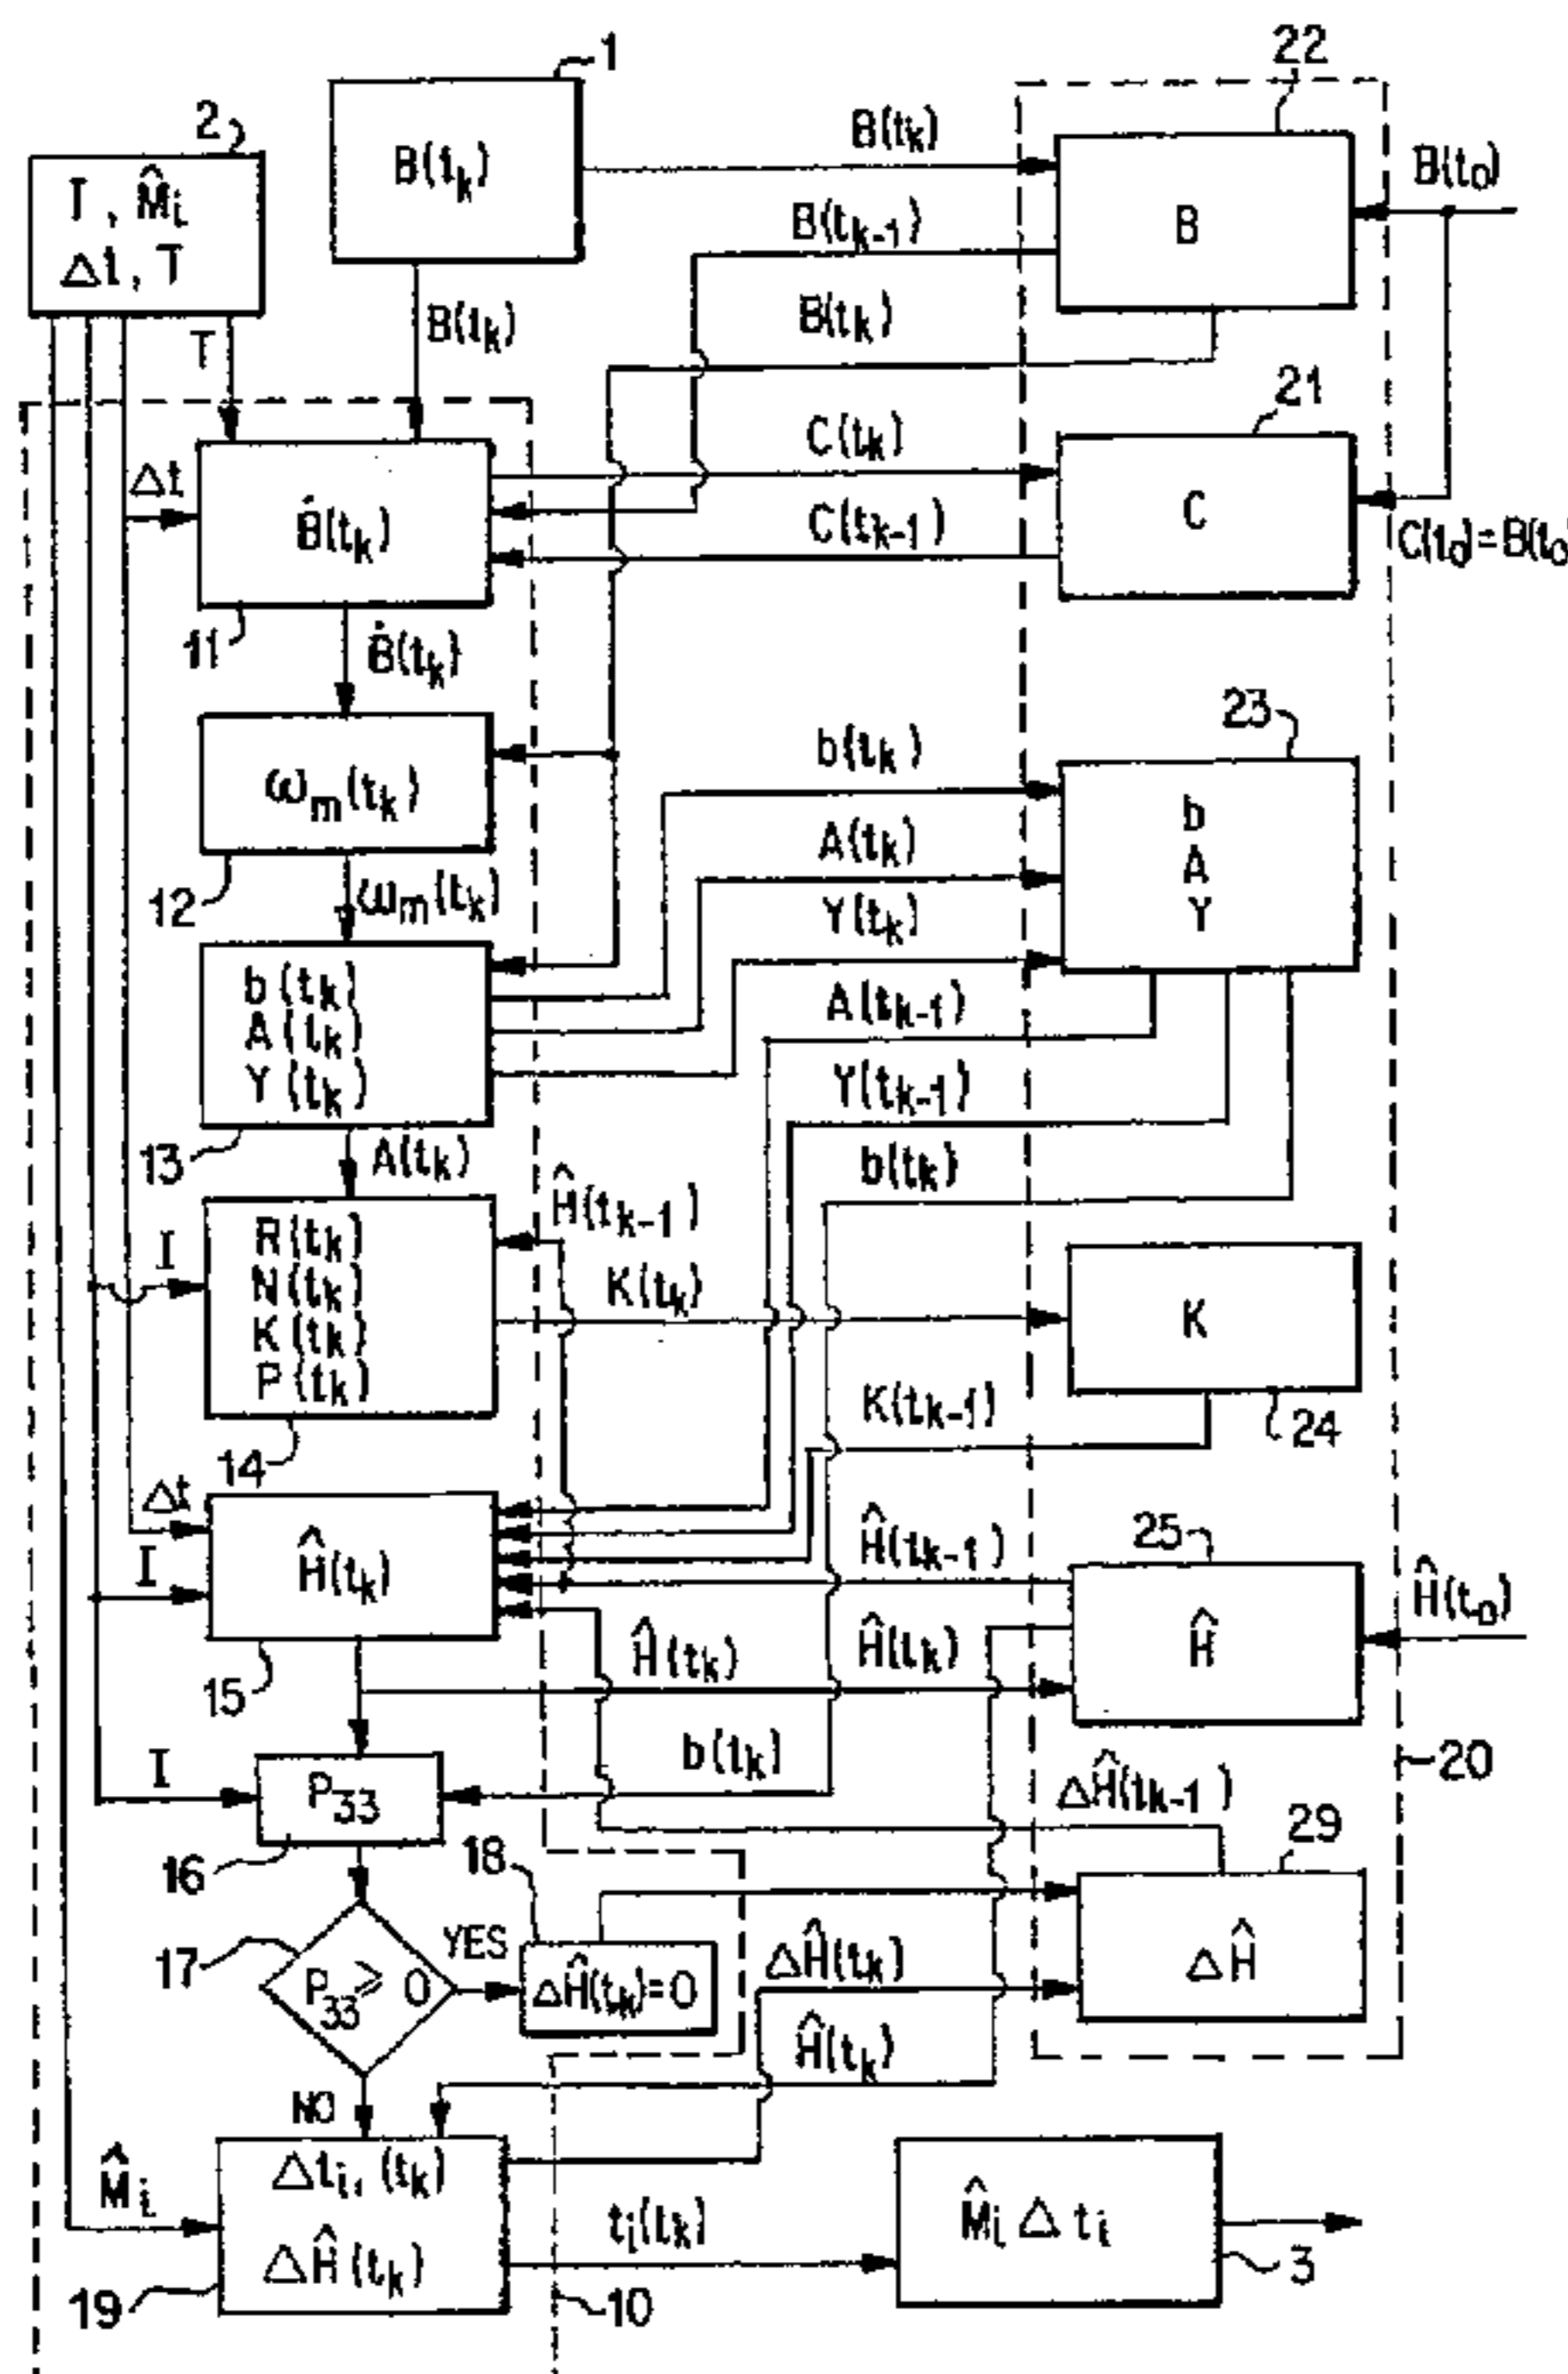 1
22
2
B(tk)
B(tk)
T, M̂i
Δt, T
B(t0)
B
B(tk-1)
B(tk)
B(tk)
T
21
C(tk)
Δt
Ḃ(tk)
C
C(tk-1)
C(t0)=B(t0
11
Ḃ(tk)
23
ωm(tk)
b(tk)
b
A
Y
A(tk)
12
ωm(tk)
Y(tk)
b(tk)
A(tk)
Y(tk)
A(tk-1)
Y(tk-1)
13
A(tk)
b(tk)
Ĥ(tk-1)
R(tk)
N(tk)
K(tk)
P(tk)
I
K(tk)
K
K(tk-1)
24
14
Δt
25
Ĥ(tk)
Ĥ(tk-1)
I
Ĥ(t0)
Ĥ
Ĥ(tk)
Ĥ(tk)
15
b(tk)
I
P33
20
ΔĤ(tk-1)
16
18
29
YES
17
P33 ≥ 0
ΔĤ(tk)=0
ΔĤ(tk)
ΔĤ
Ĥ(tk)
NO
M̂i
Δti, (tk)
ΔĤ(tk)
ti(tk)
M̂i Δ ti
19
10
3